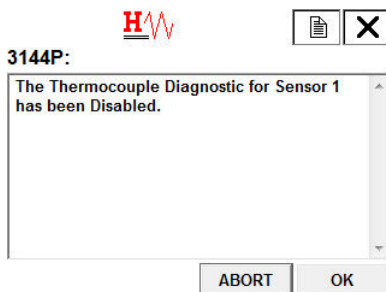 H
3144P:
The Thermocouple Diagnostic for Sensor 1
has been Disabled.
ABORT OK